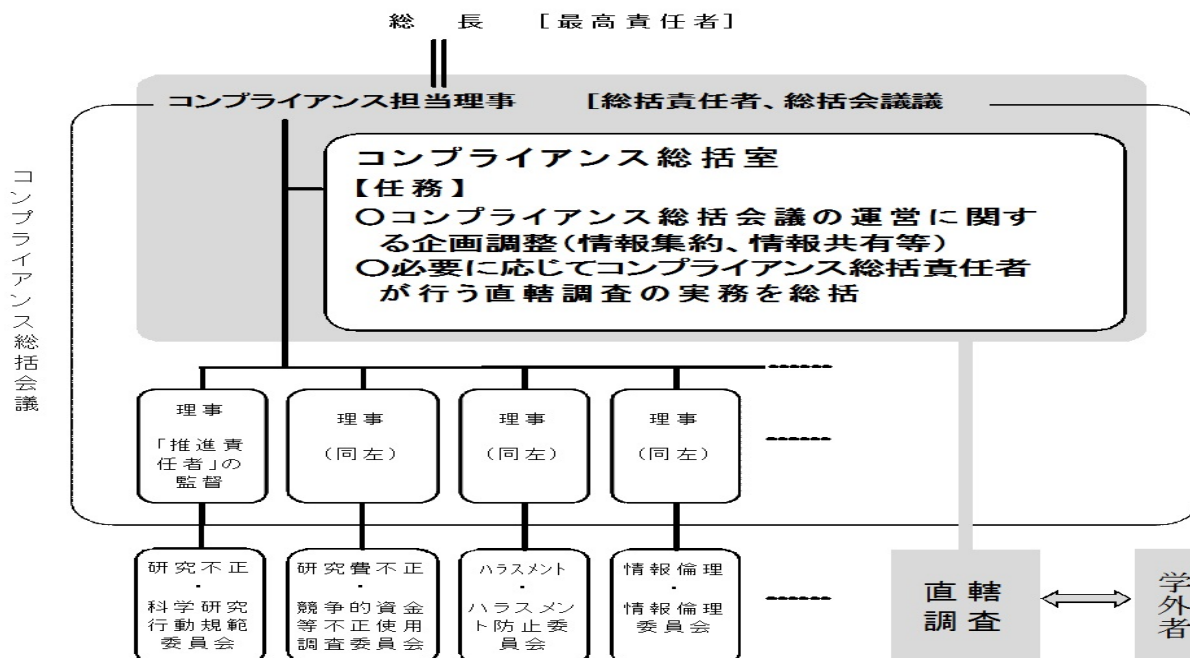 総長 [最高責任者]
コンプライアンス担当理事 [総括責任者、総括会議議
コンプライアンス総括室
【任務】
○コンプライアンス総括会議の運営に関す
る企画調整(情報集約、情報共有等)
○必要に応じてコンプライアンス総括責任者
が行う直轄調査の実務を総括
コンプライアンス総括会議
理事
「推進責
任者」の
監督
理事
(同左)
理事
(同左)
理事
(同左)
研究不正
・
科学研究
行動規範
委員会
研究費不正
・
競争的資金
等不正使用
調査委員会
ハラスメント
・
ハラスメン
ト防止委
員会
情報倫理
・
情報倫理
委員会
直轄
調査
学外者